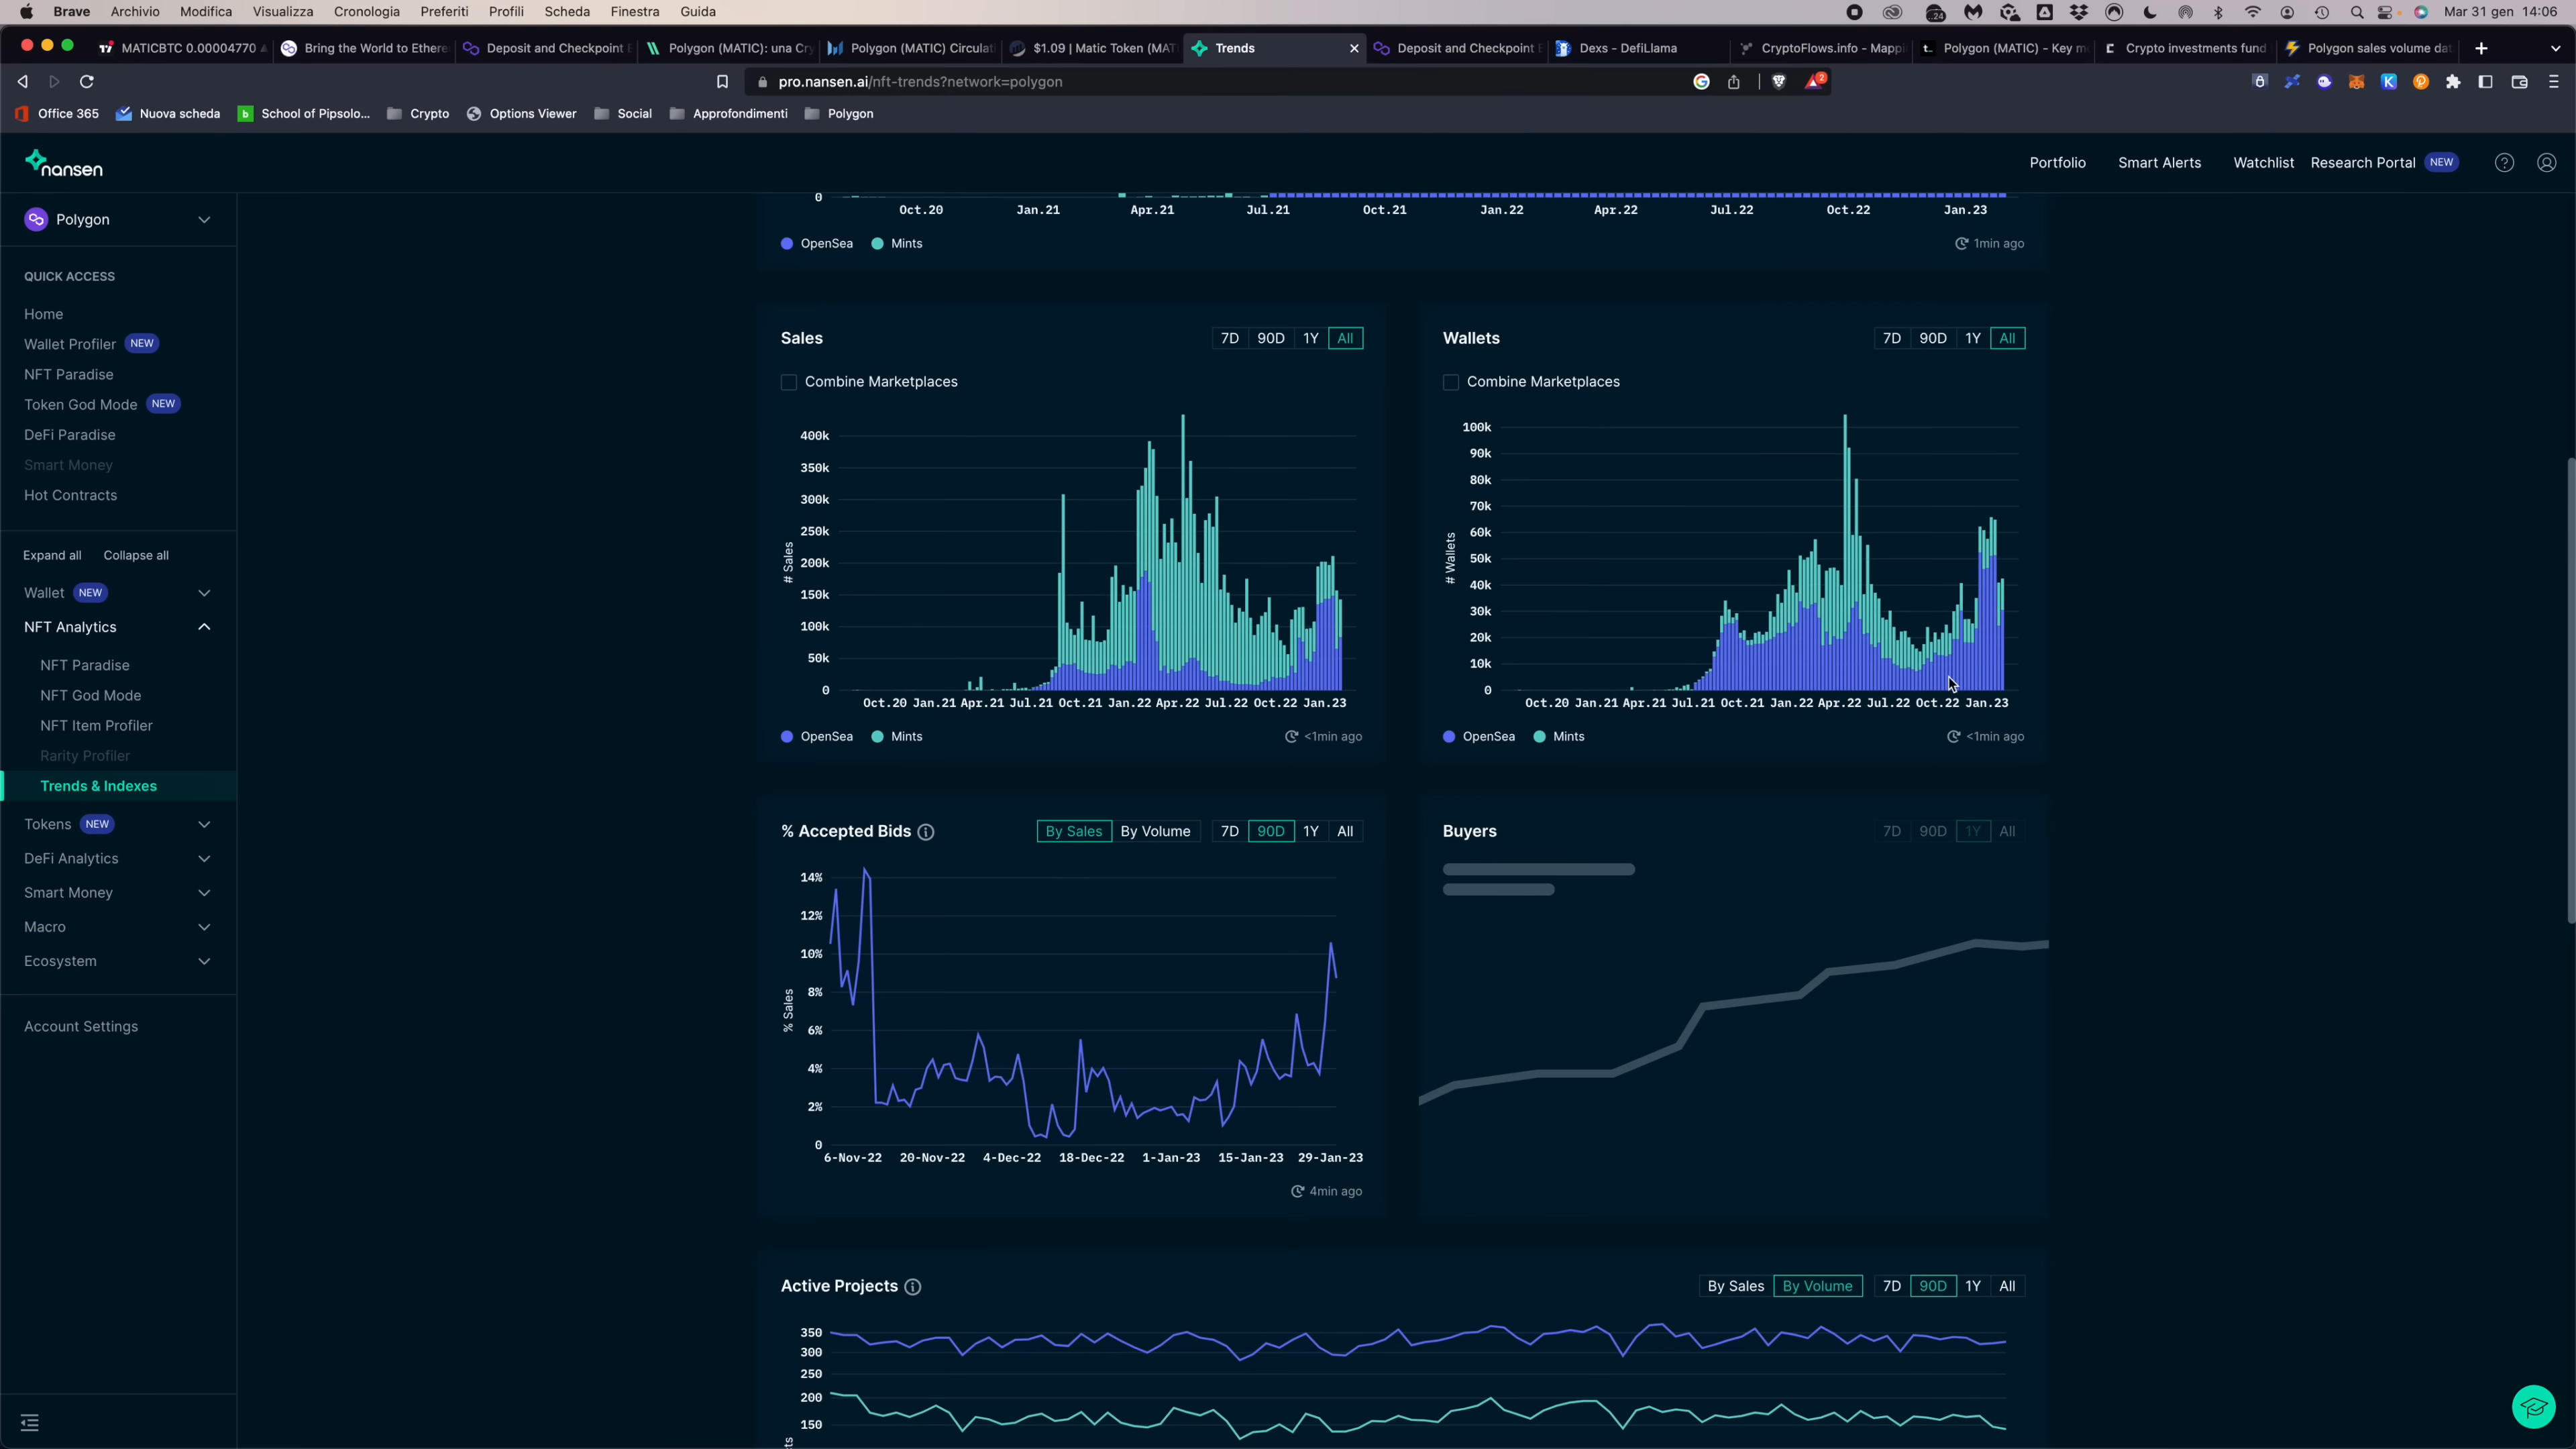 Brave Archivio Modifica Visualizza Cronologia Preferiti Profili Scheda Finestra Guida 24 Mar 31 gen 14:06
MATICBTC 0.00004770 Bring the World to Ethere Deposit and Checkpoint E Polygon (MATIC): una Cry Polygon (MATIC) Circulati $1.09 | Matic Token (MAT Trends Deposit and Checkpoint E Dexs - DefiLlama CryptoFlows.info - Mapp Polygon (MATIC) - Key m Crypto investments fund Polygon sales volume dat
pro.nansen.ai/nft-trends?network=polygon 2
Office 365 Nuova scheda School of Pipsolo... Crypto Options Viewer Social Approfondimenti Polygon
nansen Portfolio Smart Alerts Watchlist Research Portal NEW
Polygon
QUICK ACCESS
Home
Wallet Profiler NEW
NFT Paradise
Token God Mode NEW
DeFi Paradise
Smart Money
Hot Contracts
Expand all Collapse all
Wallet NEW
NFT Analytics
NFT Paradise
NFT God Mode
NFT Item Profiler
Rarity Profiler
Trends & Indexes
Tokens NEW
DeFi Analytics
Smart Money
Macro
Ecosystem
Account Settings
0
Oct.20 Jan.21 Apr.21 Jul.21 Oct.21 Jan.22 Apr.22 Jul.22 Oct.22 Jan.23
OpenSea Mints 1min ago
Sales 7D 90D 1Y All
Combine Marketplaces
# Sales
400k
350k
300k
250k
200k
150k
100k
50k
0
Oct.20 Jan.21 Apr.21 Jul.21 Oct.21 Jan.22 Apr.22 Jul.22 Oct.22 Jan.23
OpenSea Mints <1min ago
Wallets 7D 90D 1Y All
Combine Marketplaces
# Wallets
100k
90k
80k
70k
60k
50k
40k
30k
20k
10k
0
Oct.20 Jan.21 Apr.21 Jul.21 Oct.21 Jan.22 Apr.22 Jul.22 Oct.22 Jan.23
OpenSea Mints <1min ago
% Accepted Bids By Sales By Volume 7D 90D 1Y All
% Sales
14%
12%
10%
8%
6%
4%
2%
0
6-Nov-22 20-Nov-22 4-Dec-22 18-Dec-22 1-Jan-23 15-Jan-23 29-Jan-23
4min ago
Buyers 7D 90D 1Y All
Active Projects By Sales By Volume 7D 90D 1Y All
350
300
250
200
150